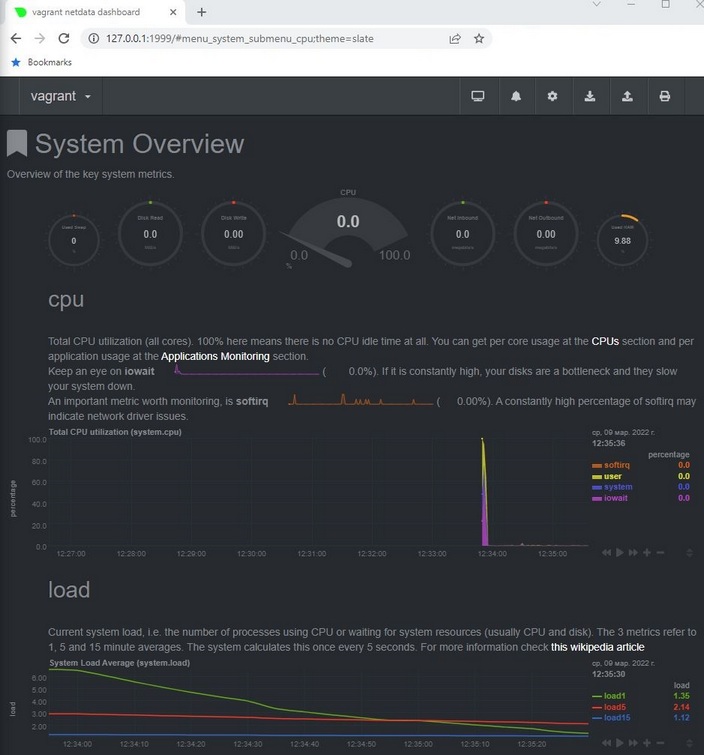 vagrant netdata dashboard
127.0.0.1:1999/#menu_system_submenu_cpu;theme=slate
Bookmarks
vagrant
System Overview
Overview of the key system metrics.
CPU
Used Swap
0
%
Disk Read
0.0
MiB/s
Disk Write
0.00
MiB/s
0.0
0.0
100.0
%
Net Inbound
0.0
megabits/s
Net Outbound
0.00
megabits/s
Used RAM
9.88
%
cpu
Total CPU utilization (all cores). 100% here means there is no CPU idle time at all. You can get per core usage at the CPUs section and per
application usage at the Applications Monitoring section.
Keep an eye on iowait ( 0.0%). If it is constantly high, your disks are a bottleneck and they slow
your system down.
An important metric worth monitoring, is softirq ( 0.00%). A constantly high percentage of softirq may
indicate network driver issues.
Total CPU utilization (system.cpu)
ср, 09 мар. 2022 г.
12:35:36
percentage
softirq 0.0
user 0.0
system 0.0
iowait 0.0
percentage
100.0
80.0
60.0
40.0
20.0
0.0
12:27:00 12:28:00 12:29:00 12:30:00 12:31:00 12:32:00 12:33:00 12:34:00 12:35:00
load
Current system load, i.e. the number of processes using CPU or waiting for system resources (usually CPU and disk). The 3 metrics refer to
1, 5 and 15 minute averages. The system calculates this once every 5 seconds. For more information check this wikipedia article
System Load Average (system.load)
ср, 09 мар. 2022 г.
12:35:30
load
load1 1.35
load5 2.14
load15 1.12
load
6.00
5.00
4.00
3.00
2.00
12:34:00 12:34:10 12:34:20 12:34:30 12:34:40 12:34:50 12:35:00 12:35:10 12:35:20